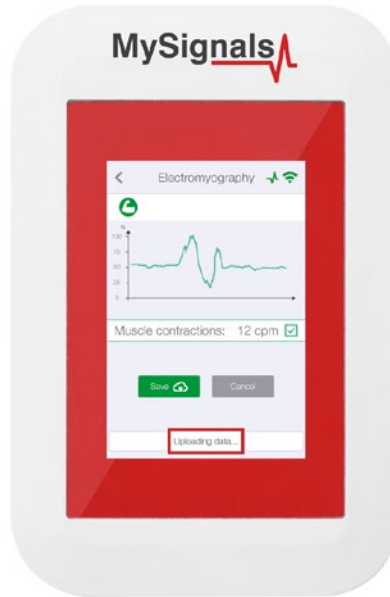 MySignals
Electromyography
%
100
75
50
25
0
Muscle contractions: 12 cpm
Save Cancel
Uploading data...